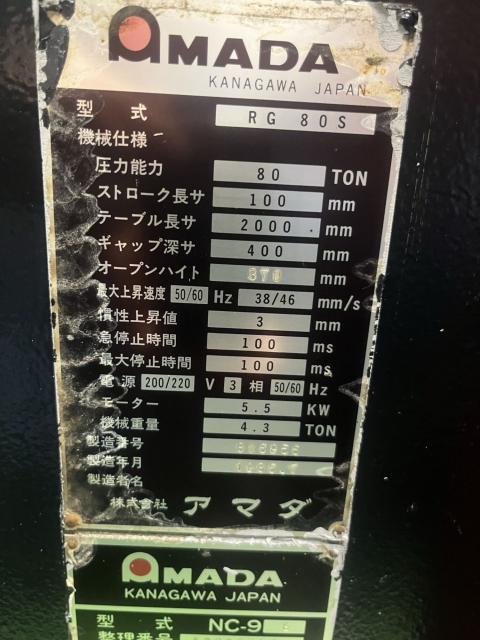 AMADA
KANAGAWA JAPAN
型式 RG 80S
機械仕様
圧力能力 80 TON
ストローク長サ 100 mm
テーブル長サ 2000 mm
ギャップ深サ 400 mm
オープンハイト 370 mm
最大上昇速度 50/60 Hz 38/46 mm/s
慣性上昇値 3 mm
急停止時間 100 ms
最大停止時間 100 ms
電源 200/220 V 3 相 50/60 Hz
モーター 5.5 KW
機械重量 4.3 TON
製造番号
製造年月
製造者名
株式会社 アマダ
AMADA
KANAGAWA JAPAN
型式 NC-9
整理番号